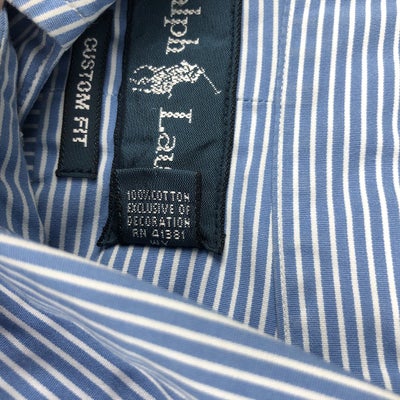 CUSTOM FIT
alph
Lau
100% COTTON
EXCLUSIVE OF
DECORATION
RN 41381